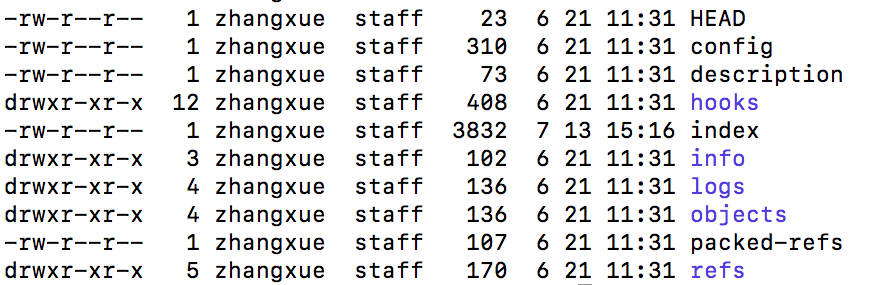 -rw-r--r--   1 zhangxue  staff    23  6 21 11:31 HEAD
-rw-r--r--   1 zhangxue  staff   310  6 21 11:31 config
-rw-r--r--   1 zhangxue  staff    73  6 21 11:31 description
drwxr-xr-x  12 zhangxue  staff   408  6 21 11:31 hooks
-rw-r--r--   1 zhangxue  staff  3832  7 13 15:16 index
drwxr-xr-x   3 zhangxue  staff   102  6 21 11:31 info
drwxr-xr-x   4 zhangxue  staff   136  6 21 11:31 logs
drwxr-xr-x   4 zhangxue  staff   136  6 21 11:31 objects
-rw-r--r--   1 zhangxue  staff   107  6 21 11:31 packed-refs
drwxr-xr-x   5 zhangxue  staff   170  6 21 11:31 refs